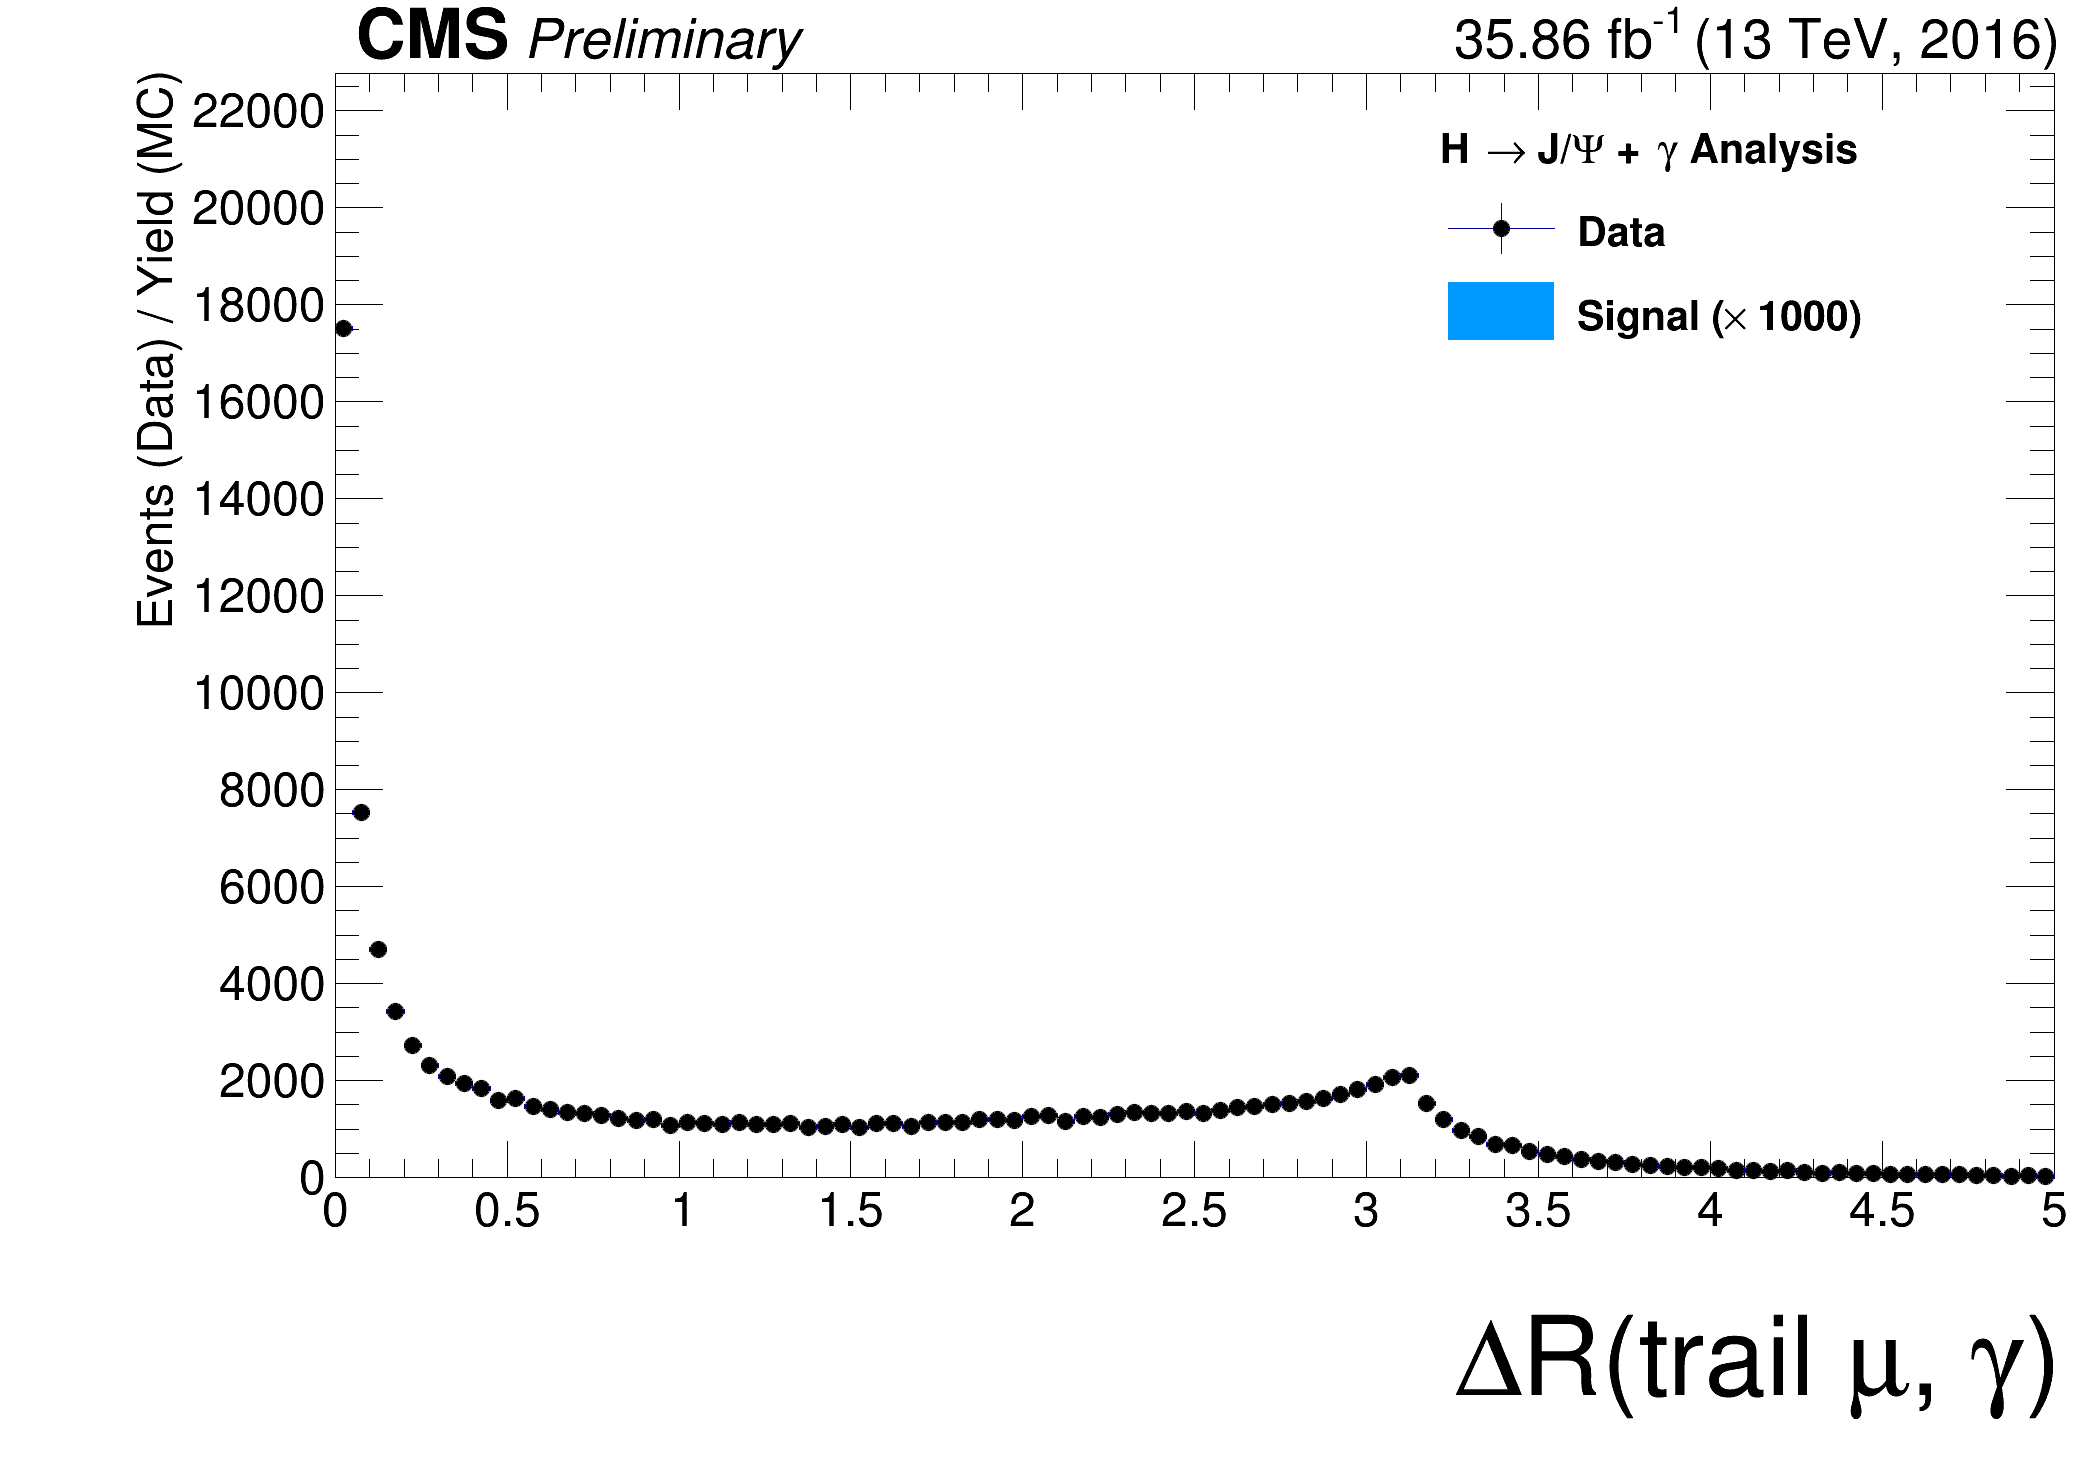 CMS Preliminary
35.86 fb⁻¹ (13 TeV, 2016)
Events (Data) / Yield (MC)
22000
20000
18000
16000
14000
12000
10000
8000
6000
4000
2000
0
H → J/Ψ + γ Analysis
Data
Signal (× 1000)
0 0.5 1 1.5 2 2.5 3 3.5 4 4.5 5
ΔR(trail μ, γ)